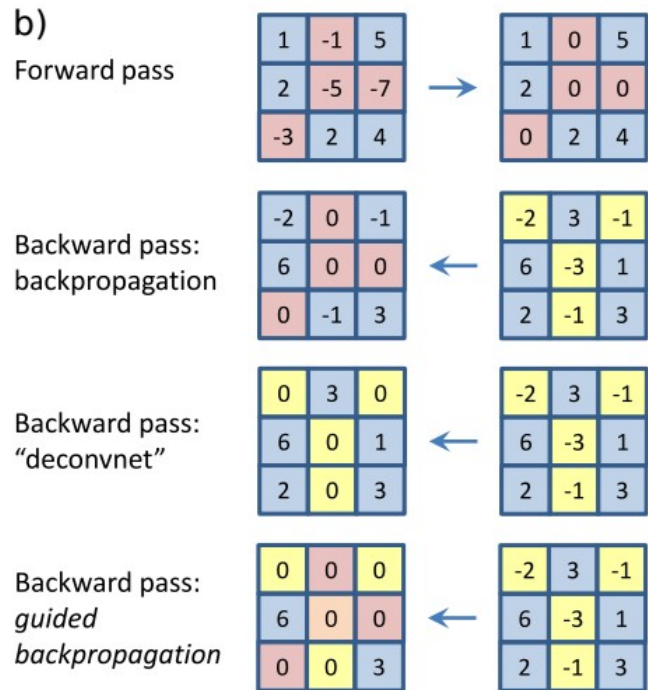 b)
Forward pass
1 -1 5 1 0 5
2 -5 -7 2 0 0
-3 2 4 0 2 4
Backward pass:
backpropagation
-2 0 -1 -2 3 -1
6 0 0 6 -3 1
0 -1 3 2 -1 3
Backward pass:
“deconvnet”
0 3 0 -2 3 -1
6 0 1 6 -3 1
2 0 3 2 -1 3
Backward pass:
guided
backpropagation
0 0 0 -2 3 -1
6 0 0 6 -3 1
0 0 3 2 -1 3